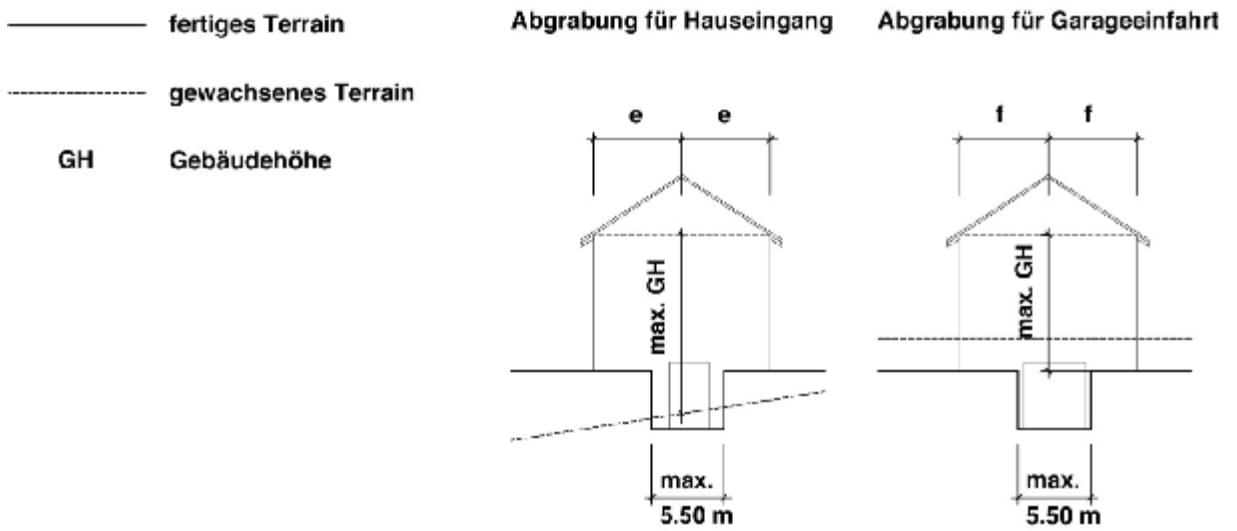 fertiges Terrain
gewachsenes Terrain
GH Gebäudehöhe
Abgrabung für Hauseingang
e e
max. GH
max.
5.50 m
Abgrabung für Garageeinfahrt
f f
max. GH
max.
5.50 m